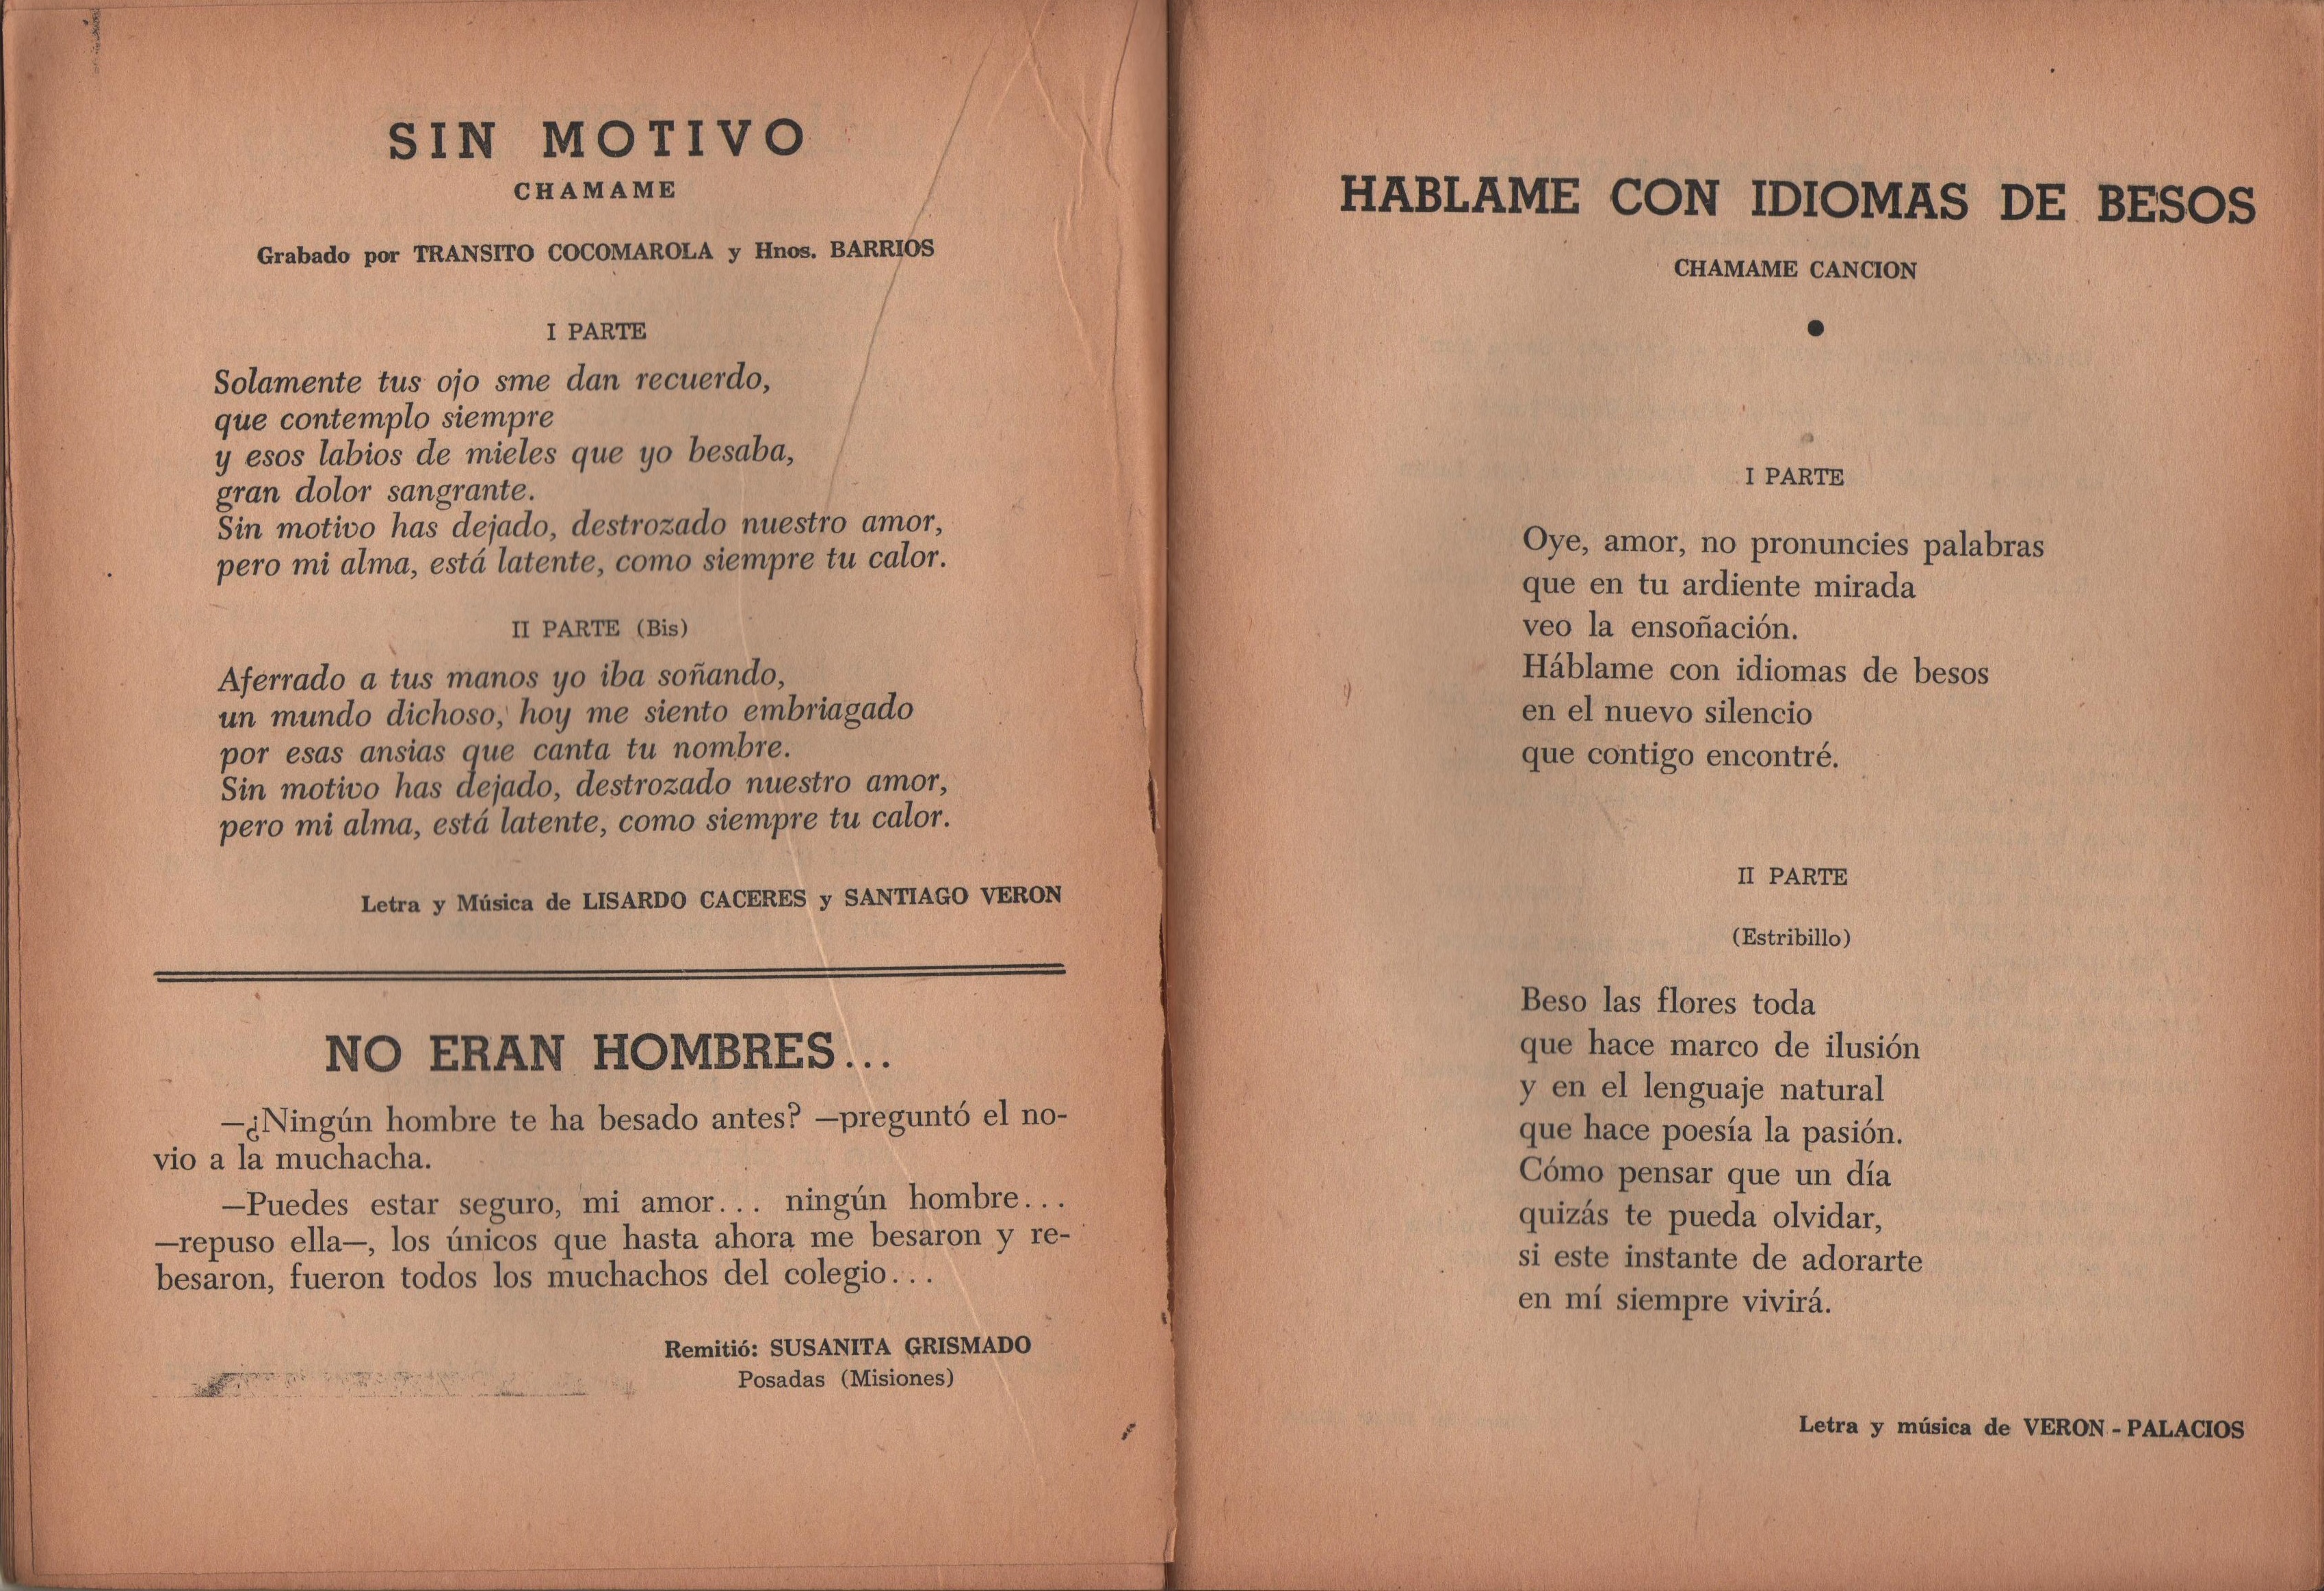 SIN MOTIVO
CHAMAME
Grabado por TRANSITO COCOMAROLA y Hnos. BARRIOS
I PARTE
Solamente tus ojo sme dan recuerdo,
que contemplo siempre
y esos labios de mieles que yo besaba,
gran dolor sangrante.
Sin motivo has dejado, destrozado nuestro amor,
pero mi alma, está latente, como siempre tu calor.
II PARTE (Bis)
Aferrado a tus manos yo iba soñando,
un mundo dichoso, hoy me siento embriagado
por esas ansias que canta tu nombre.
Sin motivo has dejado, destrozado nuestro amor,
pero mi alma, está latente, como siempre tu calor.
Letra y Música de LISARDO CACERES y SANTIAGO VERON
NO ERAN HOMBRES...
—¿Ningún hombre te ha besado antes? —preguntó el no-
vio a la muchacha.
—Puedes estar seguro, mi amor... ningún hombre...
—repuso ella—, los únicos que hasta ahora me besaron y re-
besaron, fueron todos los muchachos del colegio...
Remitió: SUSANITA GRISMADO
Posadas (Misiones)
HABLAME CON IDIOMAS DE BESOS
CHAMAME CANCION
I PARTE
Oye, amor, no pronuncies palabras
que en tu ardiente mirada
veo la ensoñación.
Háblame con idiomas de besos
en el nuevo silencio
que contigo encontré.
II PARTE
(Estribillo)
Beso las flores toda
que hace marco de ilusión
y en el lenguaje natural
que hace poesía la pasión.
Cómo pensar que un día
quizás te pueda olvidar,
si este instante de adorarte
en mí siempre vivirá.
Letra y música de VERON - PALACIOS